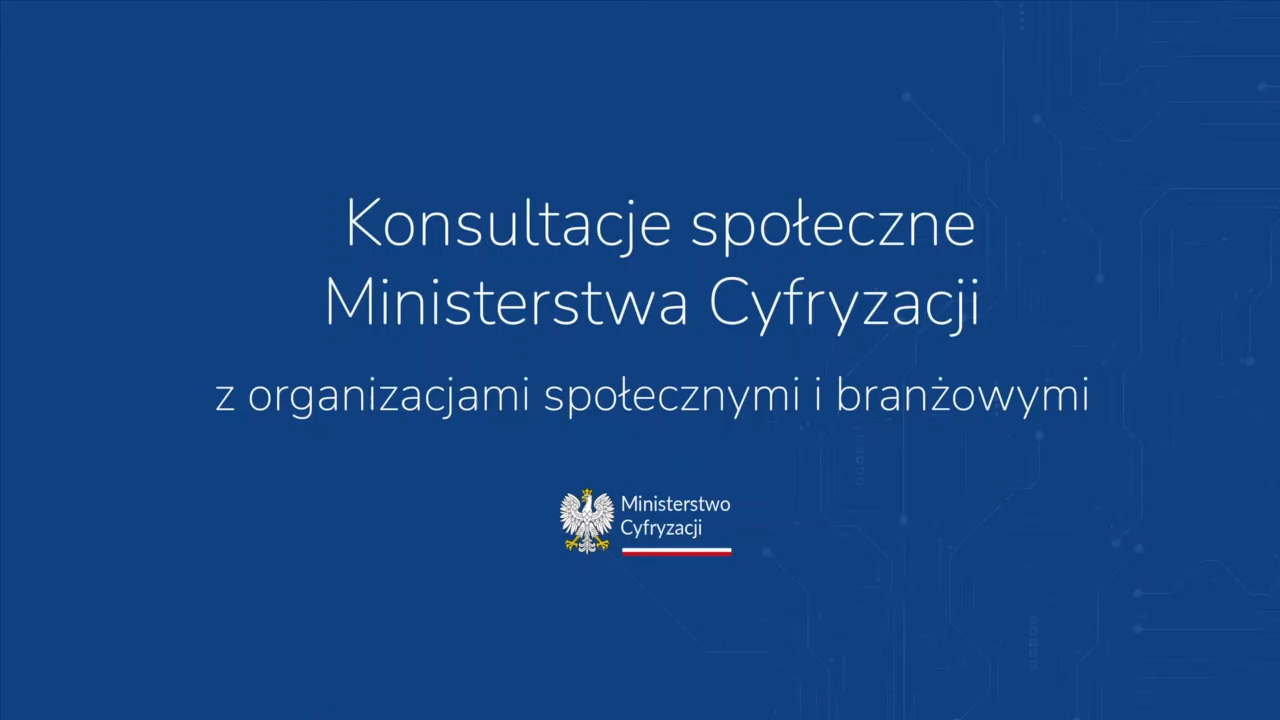 Konsultacje społeczne
Ministerstwa Cyfryzacji
z organizacjami społecznymi i branżowymi
Ministerstwo
Cyfryzacji